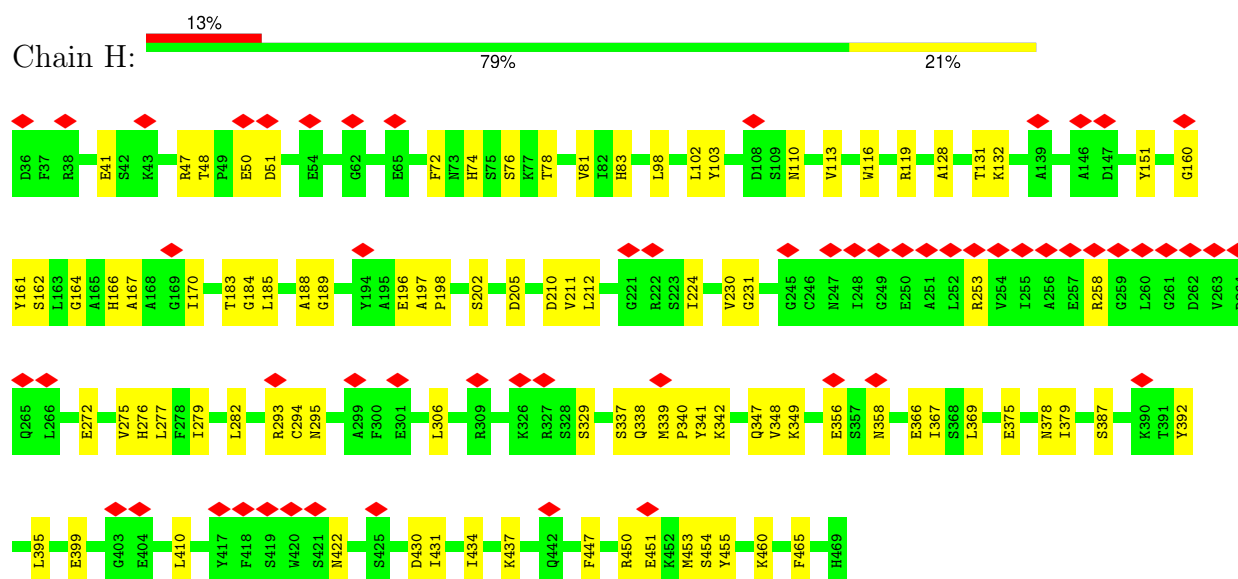 13%
Chain H:
79% 21%
D36 F37 R38 E41 S42 K43 R47 T48 P49 E50 D51 E54 G62 E65 F72 N73 H74 S75 S76 K77 T78 V81 I82 H83 L98 L102 Y103 D108 S109 N110 V113 W116 R119 A128 T131 K132 A139 A146 D147 Y151 G160
Y161 S162 L163 G164 A165 H166 A167 A168 G169 I170 T183 G184 L185 A188 G189 Y194 A195 E196 A197 P198 S202 D205 D210 V211 L212 G221 R222 S223 I224 V230 G231 G245 C246 N247 I248 G249 E250 A251 L252 R253 V254 I255 A256 E257 R258 G259 L260 G261 D262 V263
Q265 L266 E272 V275 H276 L277 F278 I279 L282 R293 C294 N295 A299 F300 E301 L306 R309 K326 R327 S328 S329 S337 Q338 M339 P340 Y341 K342 Q347 V348 K349 E356 S357 N358 E366 I367 S368 L369 E375 N378 I379 S387 K390 T391 Y392
L395 E399 G403 E404 L410 Y417 F418 S419 W420 S421 N422 S425 D430 I431 I434 K437 Q442 F447 R450 E451 K452 M453 S454 Y455 K460 F465 H469